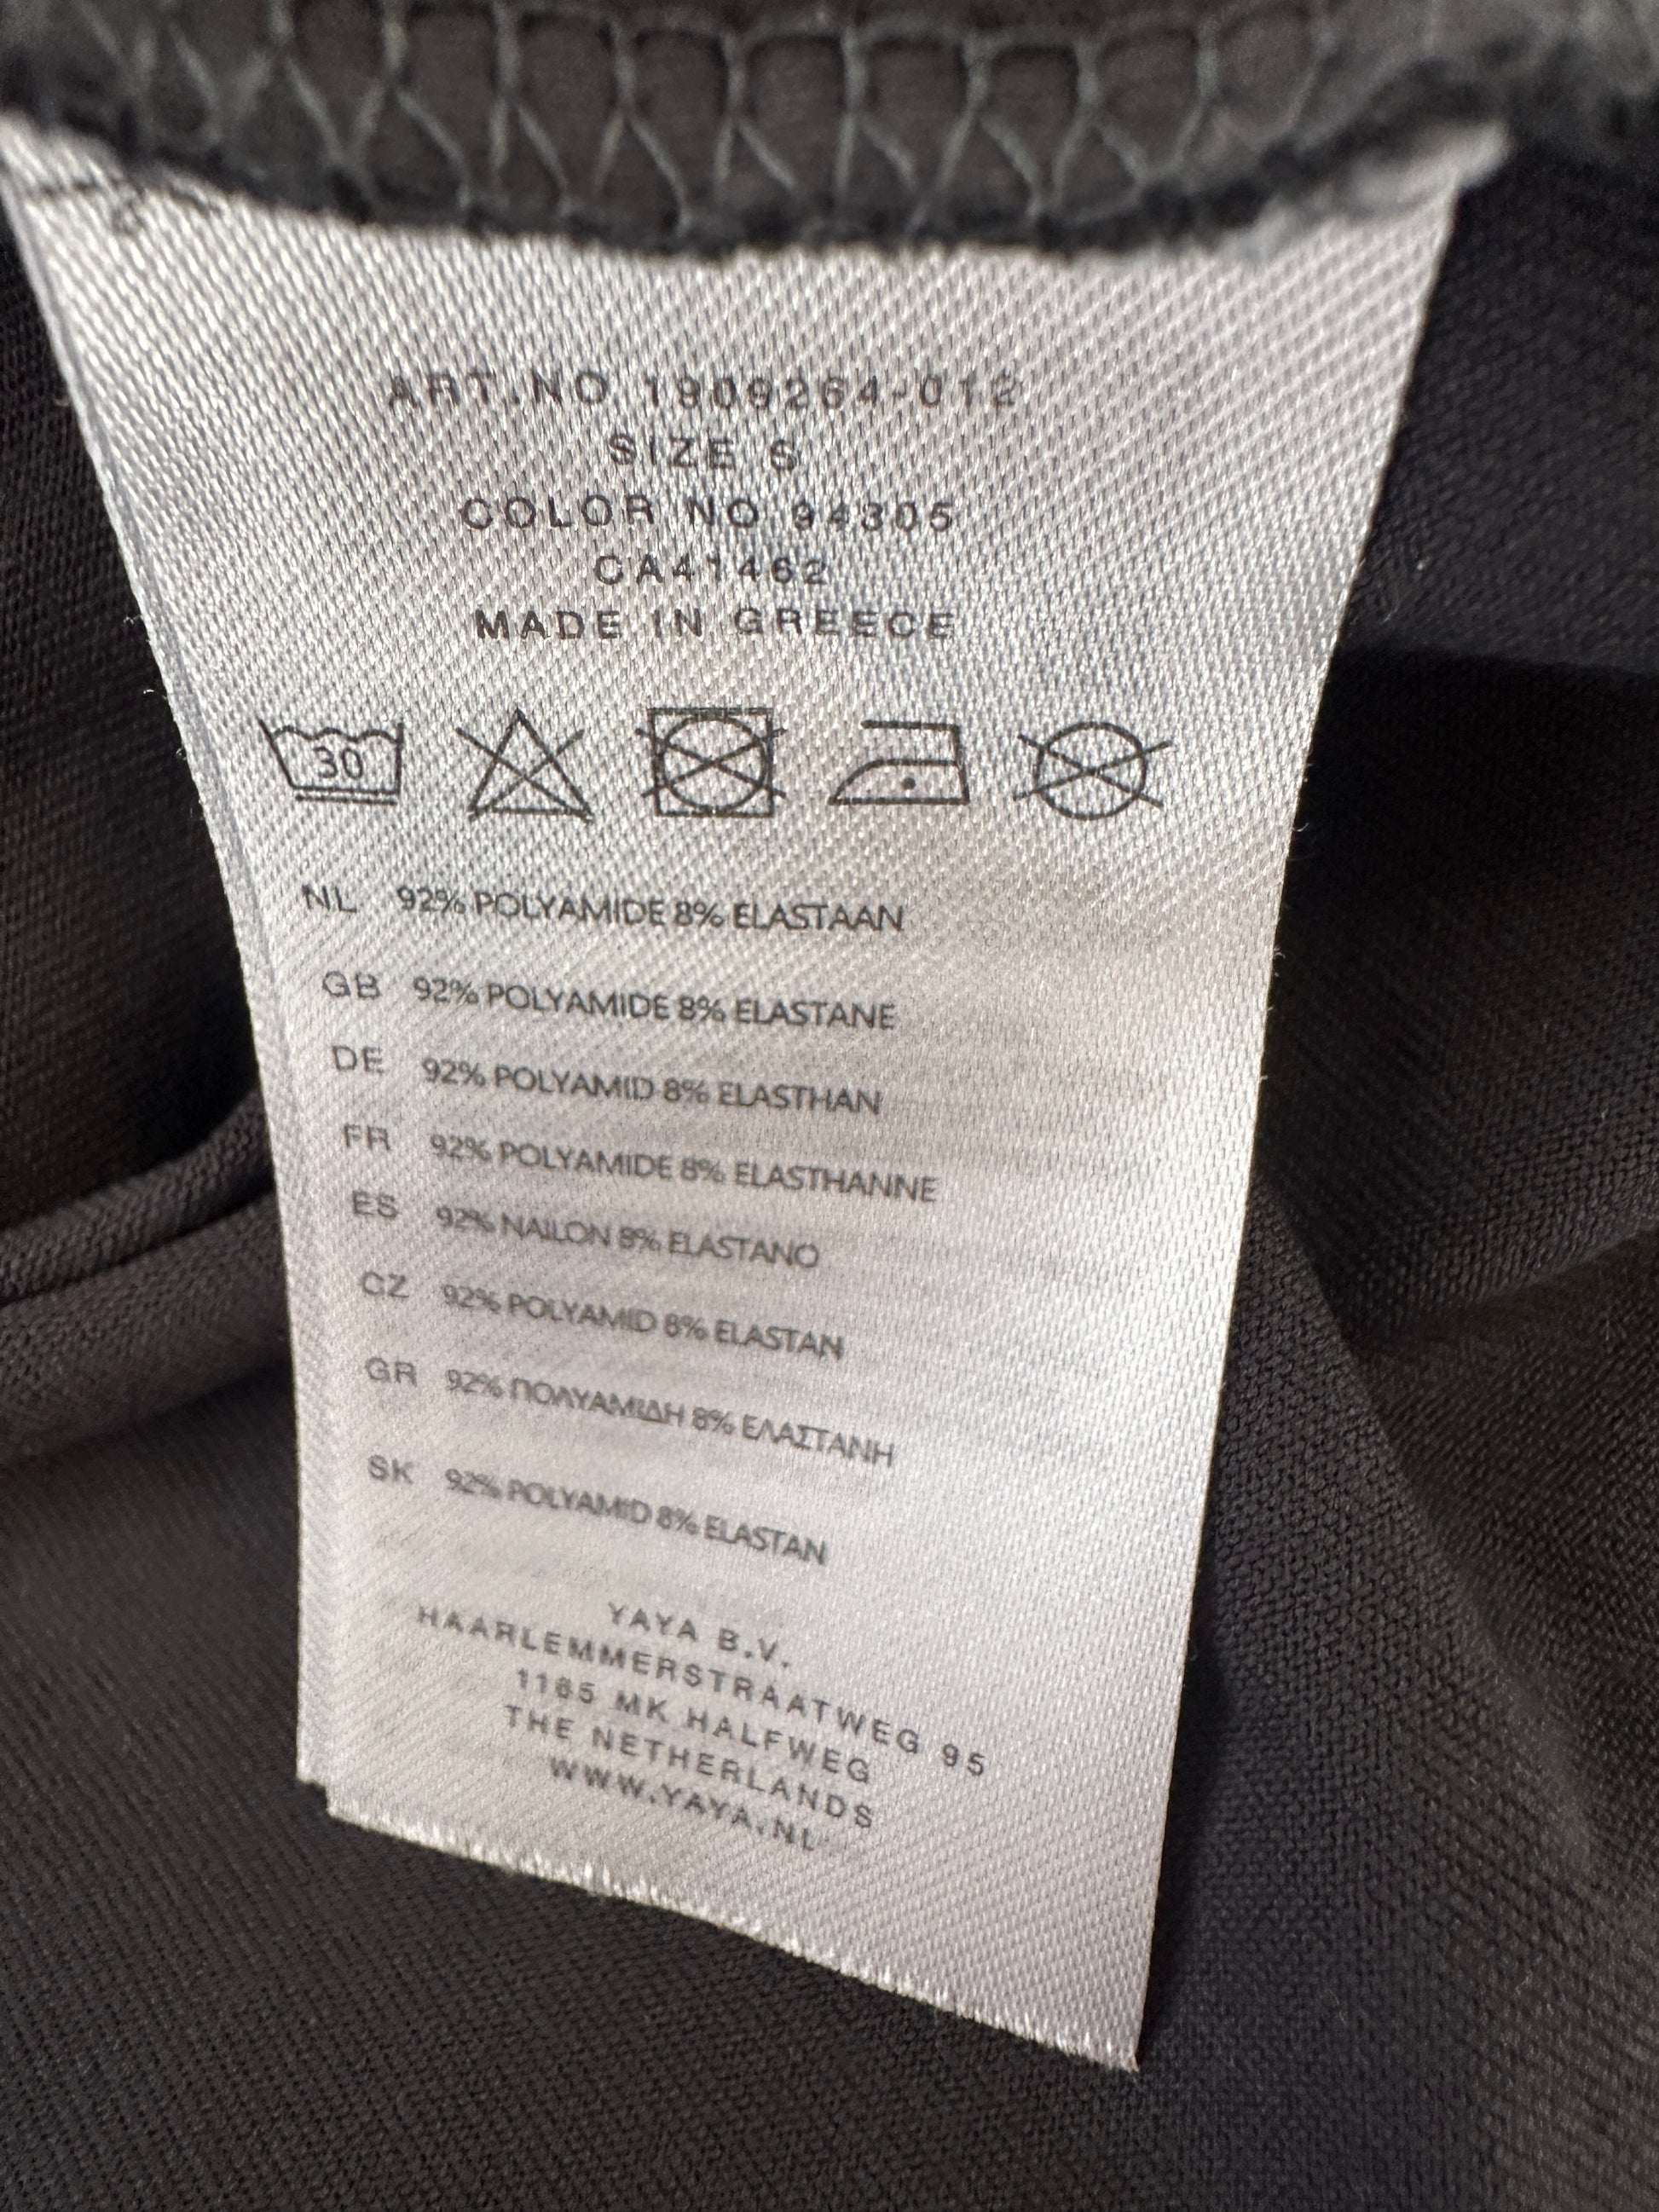 ART.NO 1909264-012
SIZE S
COLOR NO 94305
CA41462
MADE IN GREECE
30
NL 92% POLYAMIDE 8% ELASTAAN
GB 92% POLYAMIDE 8% ELASTANE
DE 92% POLYAMID 8% ELASTHAN
FR 92% POLYAMIDE 8% ELASTHANNE
ES 92% NAILON 8% ELASTANO
CZ 92% POLYAMID 8% ELASTAN
GR 92% ΠΟΛΥΑΜΙΔΗ 8% ΕΛΑΣΤΑΝΗ
SK 92% POLYAMID 8% ELASTAN
YAYA B.V.
HAARLEMMERSTRAATWEG 95
1165 MK HALFWEG
THE NETHERLANDS
WWW.YAYA.NL